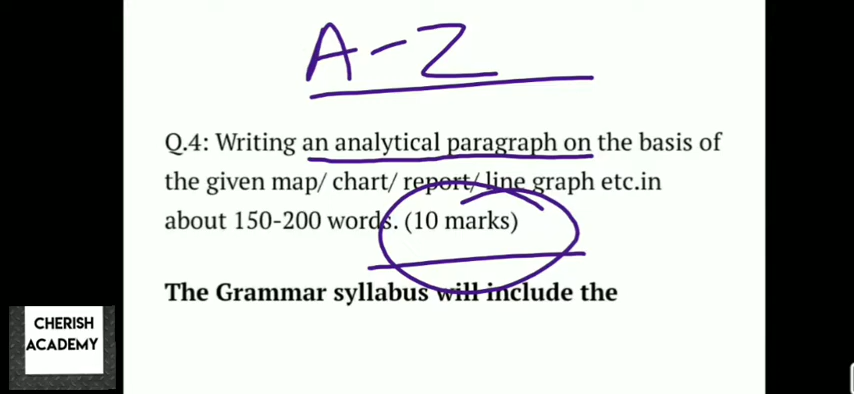 A-Z
Q.4: Writing an analytical paragraph on the basis of
the given map/ chart/ report/ line graph etc.in
about 150-200 words. (10 marks)
The Grammar syllabus will include the
CHERISH
ACADEMY